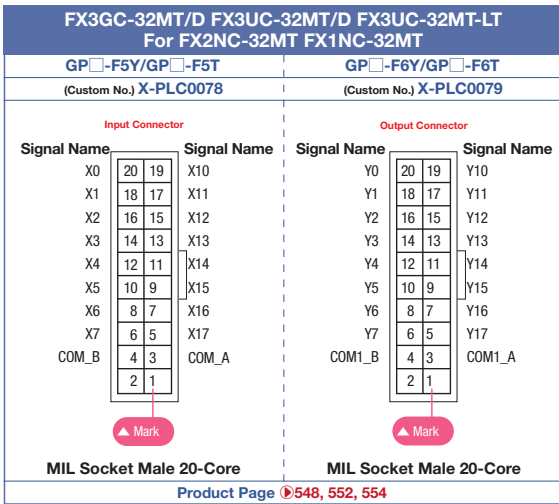 FX3GC-32MT/D FX3UC-32MT/D FX3UC-32MT-LT
For FX2NC-32MT FX1NC-32MT
GP□-F5Y/GP□-F5T GP□-F6Y/GP□-F6T
(Custom No.) X-PLC0078 (Custom No.) X-PLC0079
Input Connector Output Connector
Signal Name Signal Name Signal Name Signal Name
X0 20 19 X10 Y0 20 19 Y10
X1 18 17 X11 Y1 18 17 Y11
X2 16 15 X12 Y2 16 15 Y12
X3 14 13 X13 Y3 14 13 Y13
X4 12 11 X14 Y4 12 11 Y14
X5 10 9 X15 Y5 10 9 Y15
X6 8 7 X16 Y6 8 7 Y16
X7 6 5 X17 Y7 6 5 Y17
COM_B 4 3 COM_A COM1_B 4 3 COM1_A
2 1 2 1
▲ Mark ▲ Mark
MIL Socket Male 20-Core MIL Socket Male 20-Core
Product Page 548, 552, 554